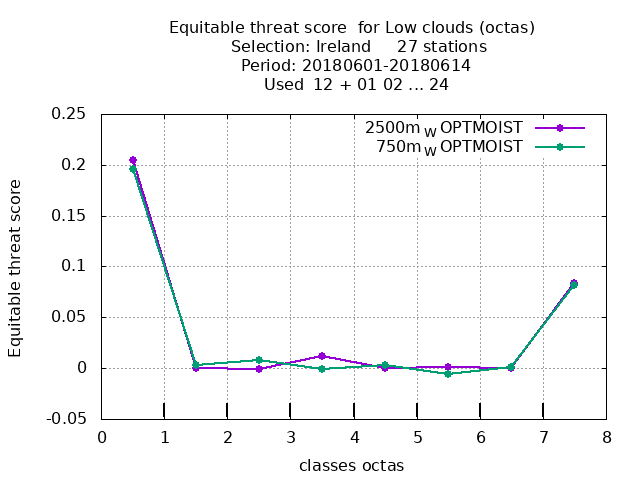 Equitable threat score for Low clouds (octas)
Selection: Ireland 27 stations
Period: 20180601-20180614
Used 12 + 01 02 ... 24
2500m W OPTMOIST
750m W OPTMOIST
Equitable threat score
0.25
0.2
0.15
0.1
0.05
0
-0.05
0 1 2 3 4 5 6 7 8
classes octas